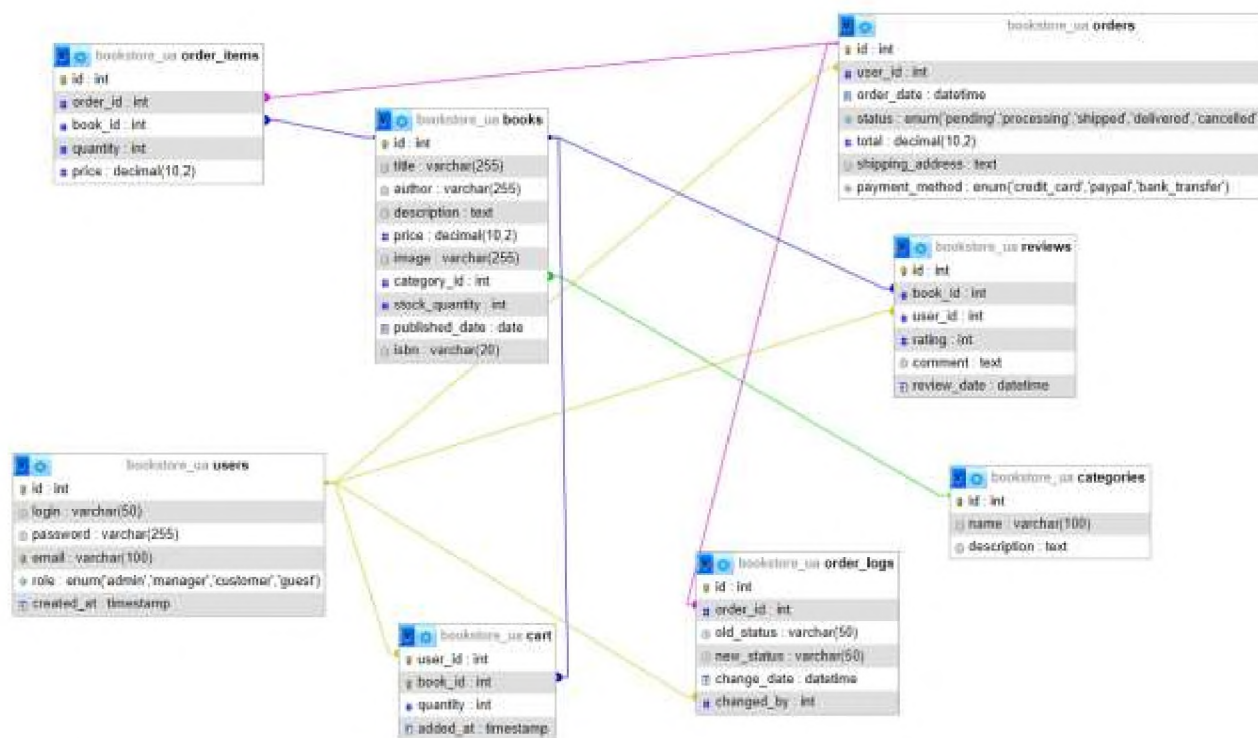 bookstore_ua order_items
id : int
order_id : int
book_id : int
quantity : int
price : decimal(10,2)
bookstore_ua books
id : int
title : varchar(255)
author : varchar(255)
description : text
price : decimal(10,2)
image : varchar(255)
category_id : int
stock_quantity : int
published_date : date
isbn : varchar(20)
bookstore_ua orders
id : int
user_id : int
order_date : datetime
status : enum('pending','processing','shipped','delivered','cancelled'
total : decimal(10,2)
shipping_address : text
payment_method : enum('credit_card','paypal','bank_transfer')
bookstore_ua reviews
id : int
book_id : int
user_id : int
rating : int
comment : text
review_date : datetime
bookstore_ua users
id : int
login : varchar(50)
password : varchar(255)
email : varchar(100)
role : enum('admin','manager','customer','guest')
created_at : timestamp
bookstore_ua categories
id : int
name : varchar(100)
description : text
bookstore_ua order_logs
id : int
order_id : int
old_status : varchar(50)
new_status : varchar(50)
change_date : datetime
changed_by : int
bookstore_ua cart
user_id : int
book_id : int
quantity : int
added_at : timestamp